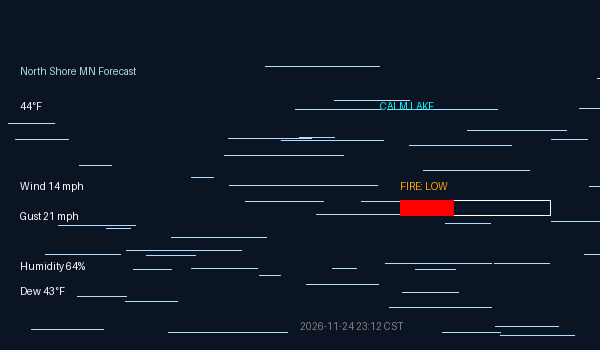 North Shore MN Forecast
44°F
CALM LAKE
Wind 14 mph
FIRE: LOW
Gust 21 mph
Humidity 64%
Dew 43°F
2026-11-24 23:12 CST